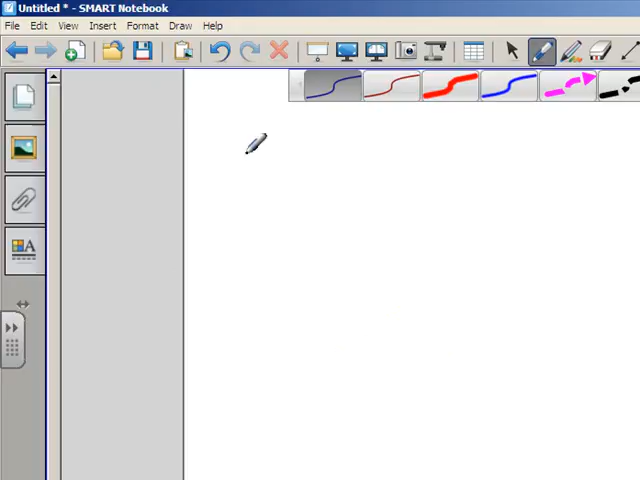 Untitled * - SMART Notebook
File Edit View Insert Format Draw Help
A